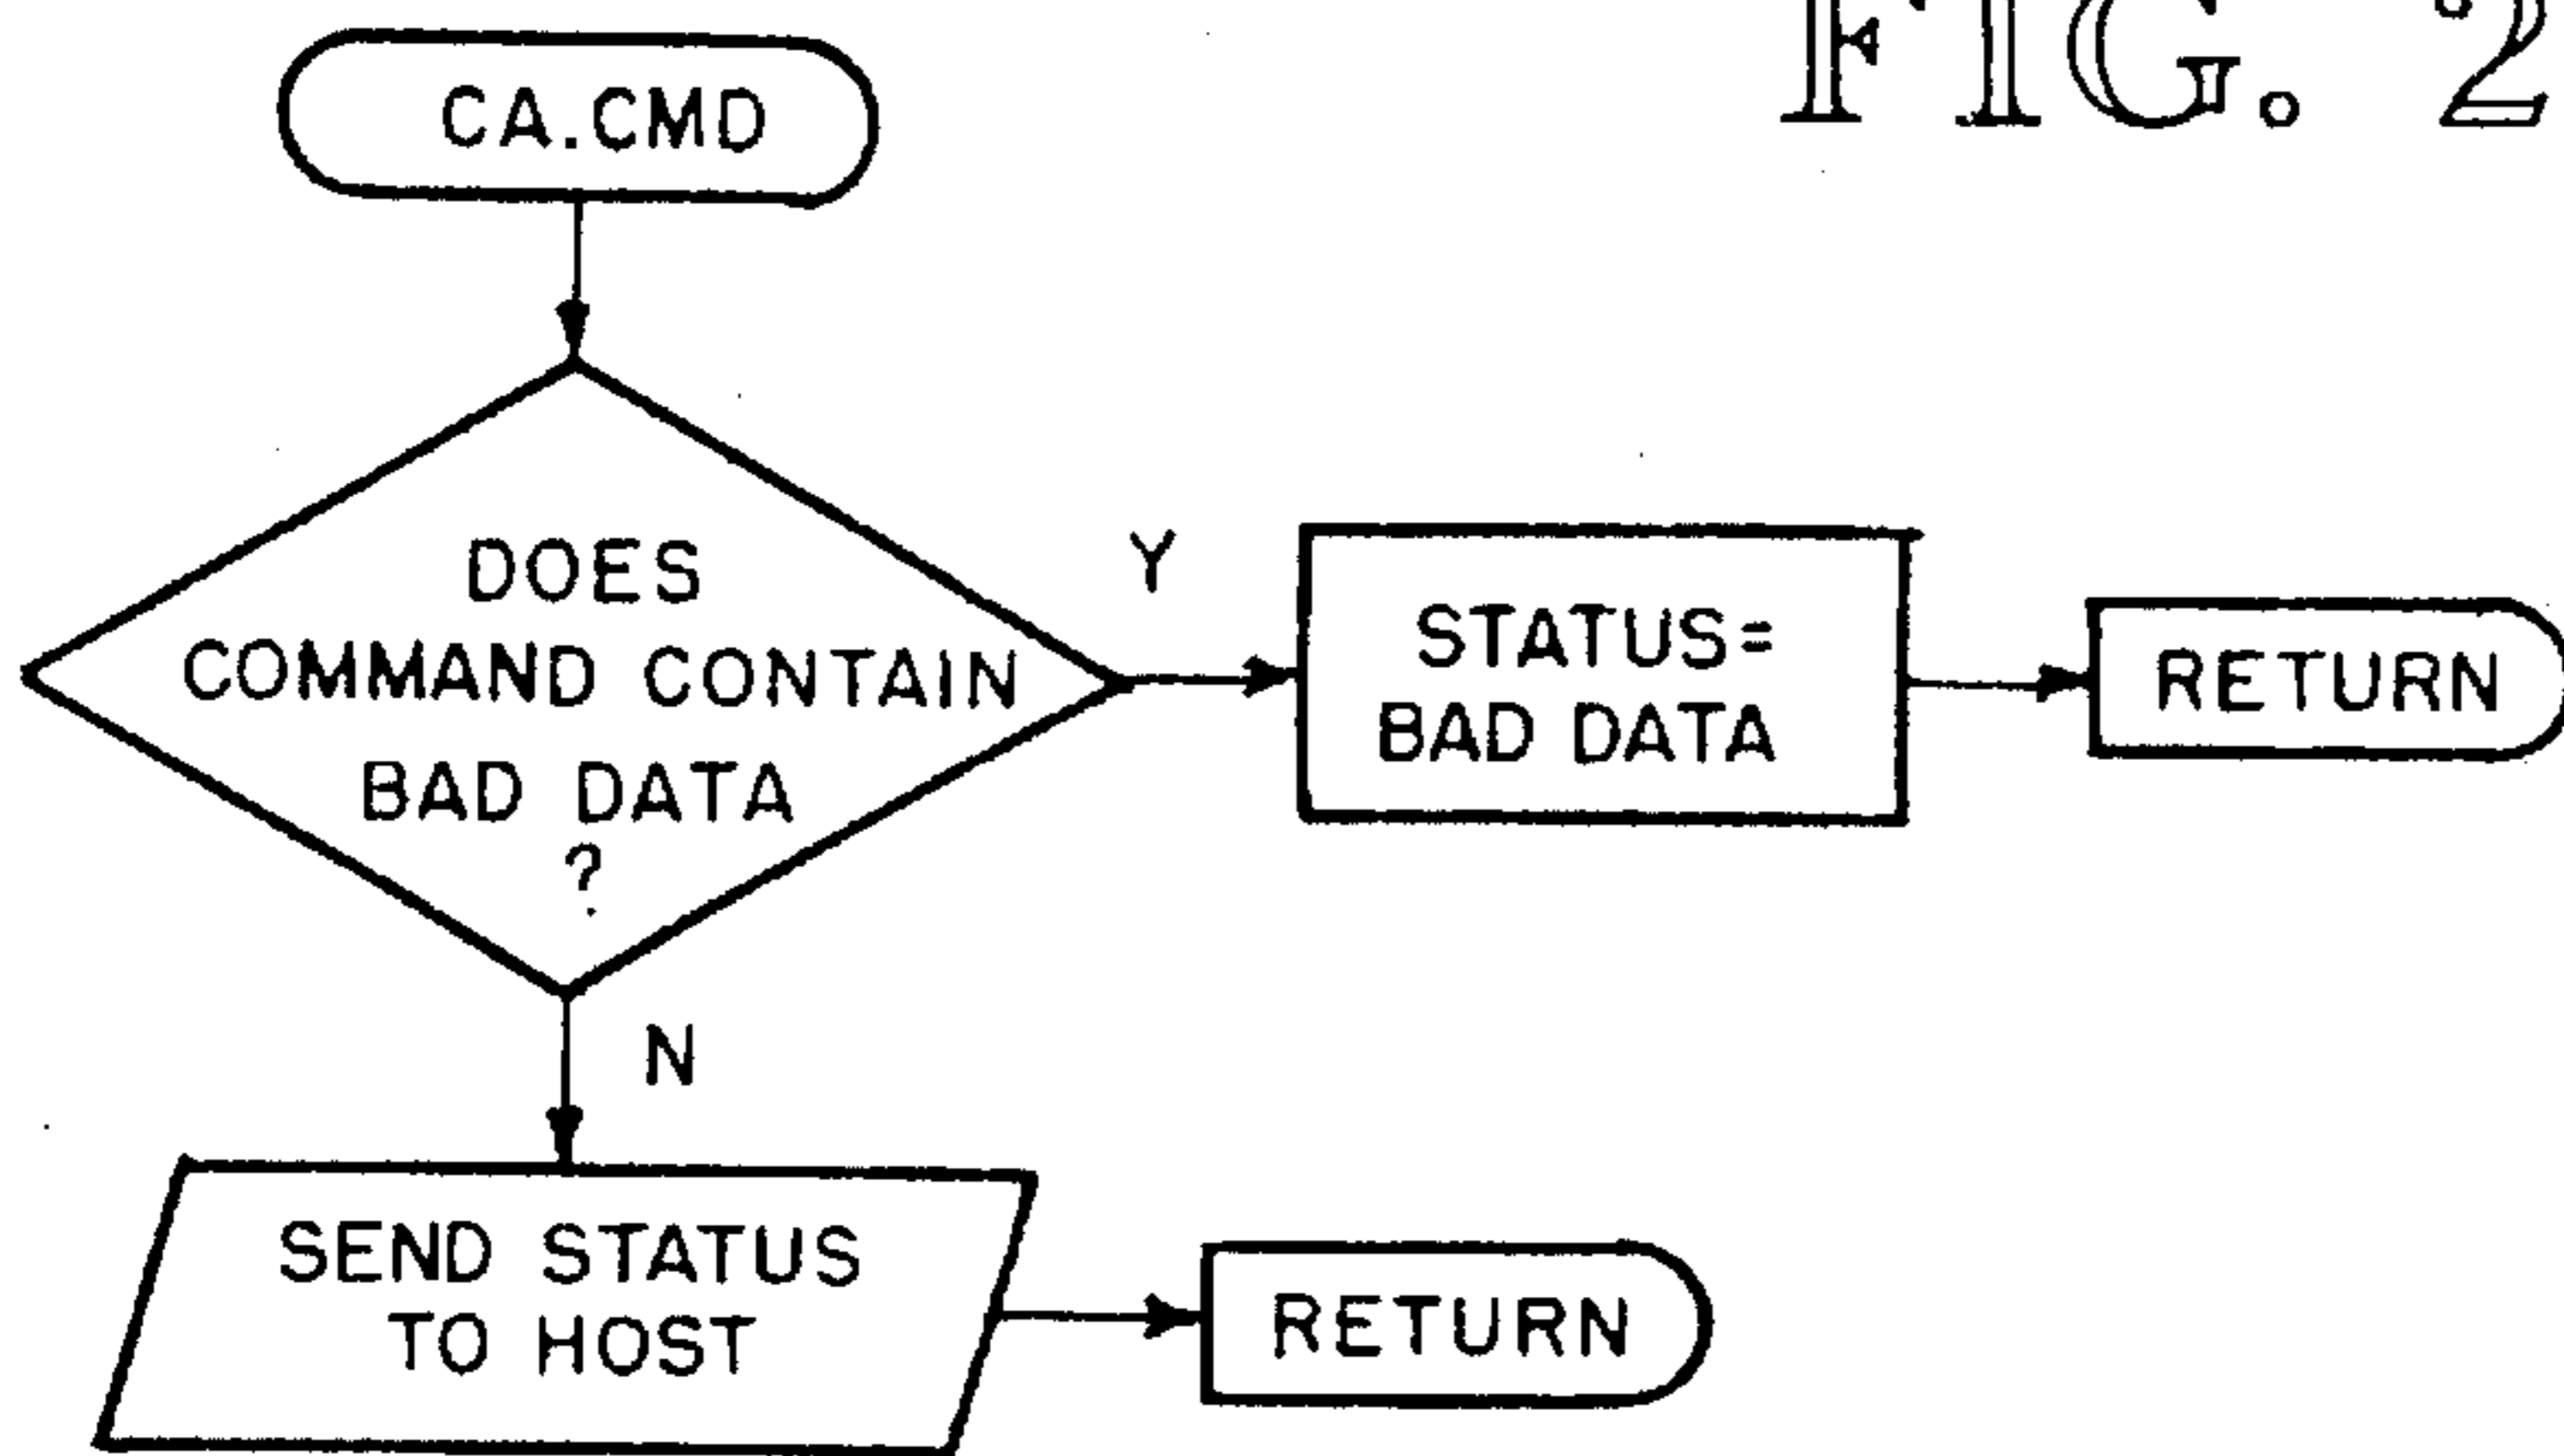 FIG. 2
CA.CMD
DOES
COMMAND CONTAIN
BAD DATA
?
Y
STATUS=
BAD DATA
RETURN
N
SEND STATUS
TO HOST
RETURN